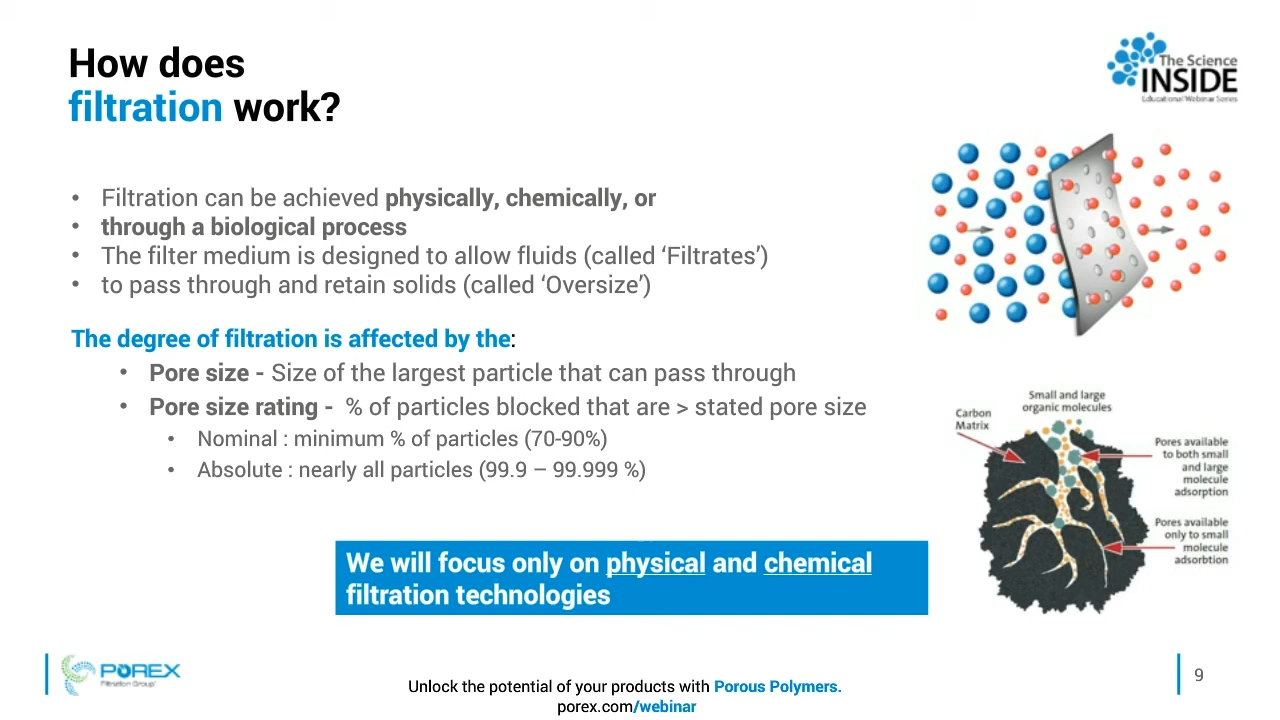 How does
filtration work?
The Science
INSIDE
Educational Webinar Series
• Filtration can be achieved physically, chemically, or
• through a biological process
• The filter medium is designed to allow fluids (called ‘Filtrates’)
• to pass through and retain solids (called ‘Oversize’)
The degree of filtration is affected by the:
• Pore size - Size of the largest particle that can pass through
• Pore size rating - % of particles blocked that are > stated pore size
• Nominal : minimum % of particles (70-90%)
• Absolute : nearly all particles (99.9 – 99.999 %)
Small and large
organic molecules
Carbon
Matrix
Pores available
to both small
and large
molecule
adsorption
Pores available
only to small
molecule
adsorbtion
We will focus only on physical and chemical
filtration technologies
POREX
Filtration Group
Unlock the potential of your products with Porous Polymers.
porex.com/webinar
9